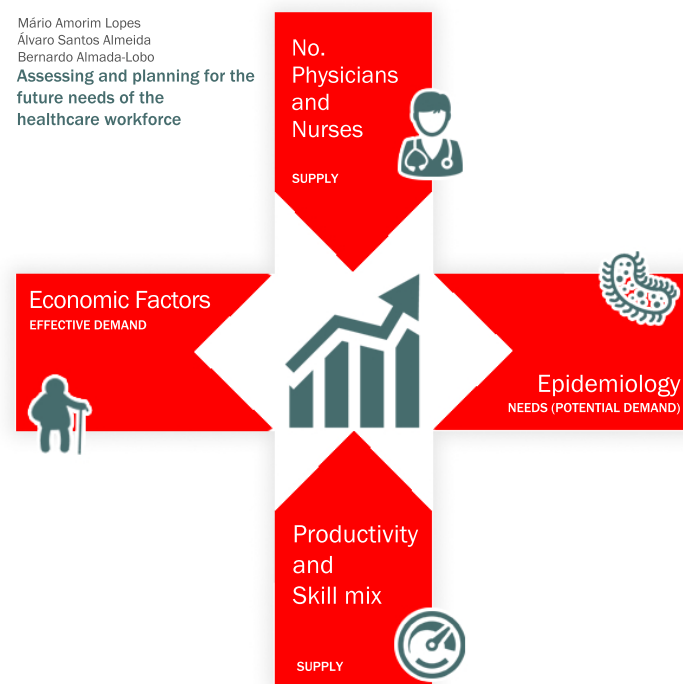 Mário Amorim Lopes
Álvaro Santos Almeida
Bernardo Almada-Lobo
Assessing and planning for the
future needs of the
healthcare workforce
No.
Physicians
and
Nurses
SUPPLY
Economic Factors
EFFECTIVE DEMAND
Epidemiology
NEEDS (POTENTIAL DEMAND)
Productivity
and
Skill mix
SUPPLY